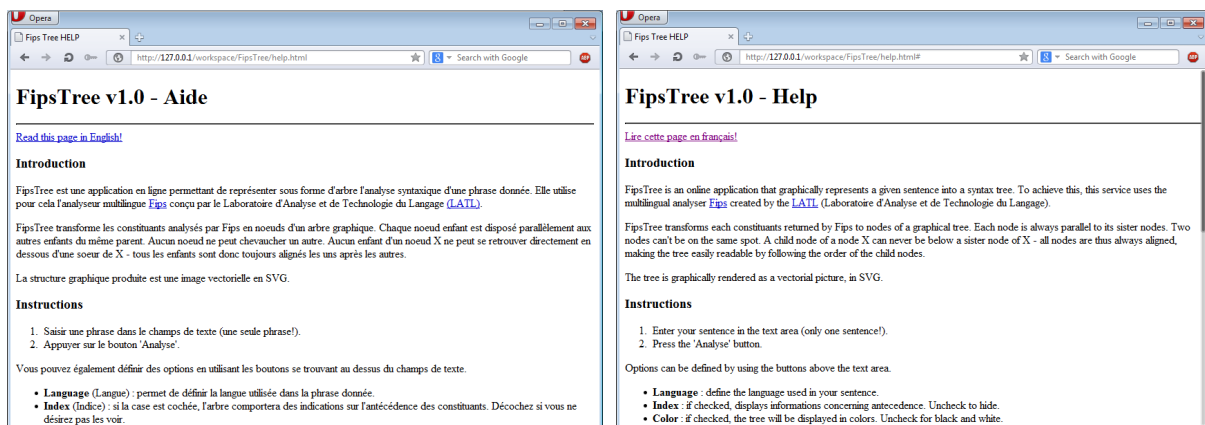 Opera
Fips Tree HELP
http://127.0.0.1/workspace/FipsTree/help.html
Search with Google
ABP
FipsTree v1.0 - Aide
Read this page in English!
Introduction
FipsTree est une application en ligne permettant de représenter sous forme d'arbre l'analyse syntaxique d'une phrase donnée. Elle utilise
pour cela l'analyseur multilingue Fips conçu par le Laboratoire d'Analyse et de Technologie du Langage (LATL).
FipsTree transforme les constituants analysés par Fips en noeuds d'un arbre graphique. Chaque noeud enfant est disposé parallèlement aux
autres enfants du même parent. Aucun noeud ne peut chevaucher un autre. Aucun enfant d'un noeud X ne peut se retrouver directement en
dessous d'une soeur de X - tous les enfants sont donc toujours alignés les uns après les autres.
La structure graphique produite est une image vectorielle en SVG.
Instructions
1. Saisir une phrase dans le champs de texte (une seule phrase!).
2. Appuyer sur le bouton 'Analyse'.
Vous pouvez également définir des options en utilisant les boutons se trouvant au dessus du champs de texte.
• Language (Langue) : permet de définir la langue utilisée dans la phrase donnée.
• Index (Indice) : si la case est cochée, l'arbre comportera des indications sur l'antécédence des constituants. Décochez si vous ne
désirez pas les voir.
Opera
Fips Tree HELP
http://127.0.0.1/workspace/FipsTree/help.html#
Search with Google
ABP
FipsTree v1.0 - Help
Lire cette page en français!
Introduction
FipsTree is an online application that graphically represents a given sentence into a syntax tree. To achieve this, this service uses the
multilingual analyser Fips created by the LATL (Laboratoire d'Analyse et de Technologie du Langage).
FipsTree transforms each constituents returned by Fips to nodes of a graphical tree. Each node is always parallel to its sister nodes. Two
nodes can't be on the same spot. A child node of a node X can never be below a sister node of X - all nodes are thus always aligned,
making the tree easily readable by following the order of the child nodes.
The tree is graphically rendered as a vectorial picture, in SVG.
Instructions
1. Enter your sentence in the text area (only one sentence!).
2. Press the 'Analyse' button.
Options can be defined by using the buttons above the text area.
• Language : define the language used in your sentence.
• Index : if checked, displays informations concerning antecedence. Uncheck to hide.
• Color : if checked, the tree will be displayed in colors. Uncheck for black and white.